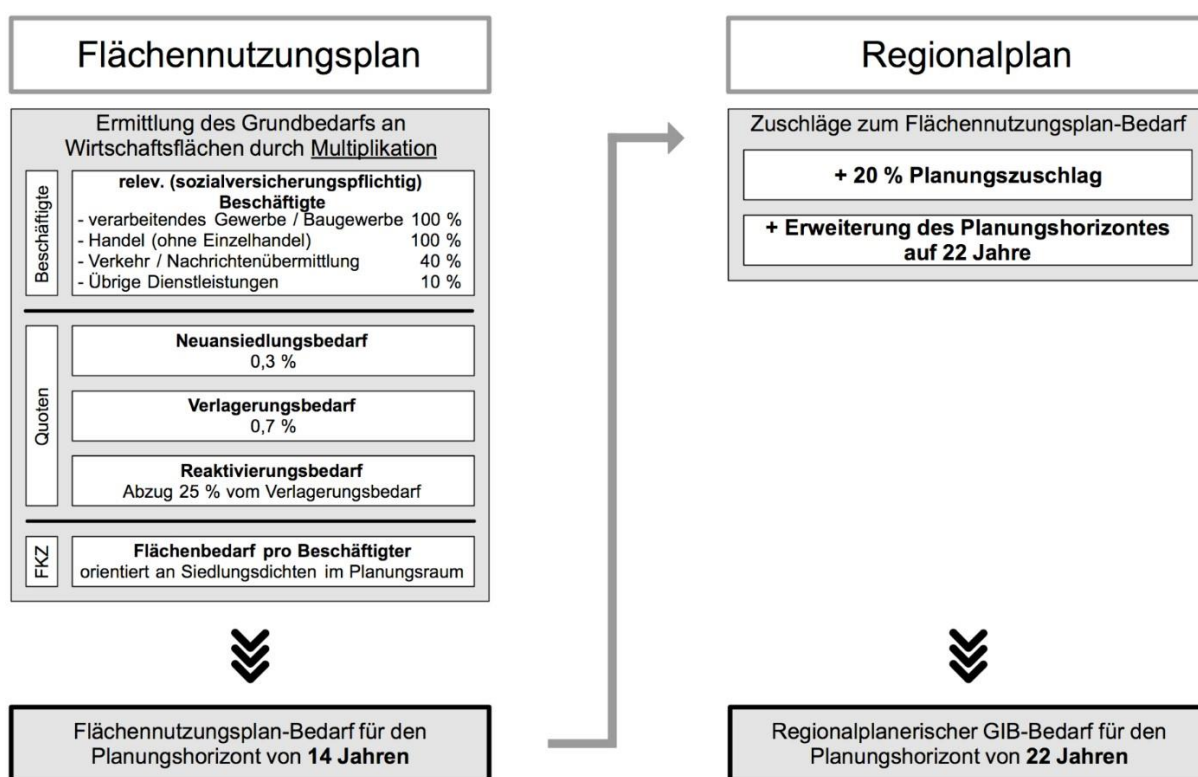 Flächennutzungsplan
Ermittlung des Grundbedarfs an
Wirtschaftsflächen durch Multiplikation
Beschäftigte
relev. (sozialversicherungspflichtig)
Beschäftigte
- verarbeitendes Gewerbe / Baugewerbe 100 %
- Handel (ohne Einzelhandel) 100 %
- Verkehr / Nachrichtenübermittlung 40 %
- Übrige Dienstleistungen 10 %
Quoten
Neuansiedlungsbedarf
0,3 %
Verlagerungsbedarf
0,7 %
Reaktivierungsbedarf
Abzug 25 % vom Verlagerungsbedarf
FKZ
Flächenbedarf pro Beschäftigter
orientiert an Siedlungsdichten im Planungsraum
Flächennutzungsplan-Bedarf für den
Planungshorizont von 14 Jahren
Regionalplan
Zuschläge zum Flächennutzungsplan-Bedarf
+ 20 % Planungszuschlag
+ Erweiterung des Planungshorizontes
auf 22 Jahre
Regionalplanerischer GIB-Bedarf für den
Planungshorizont von 22 Jahren